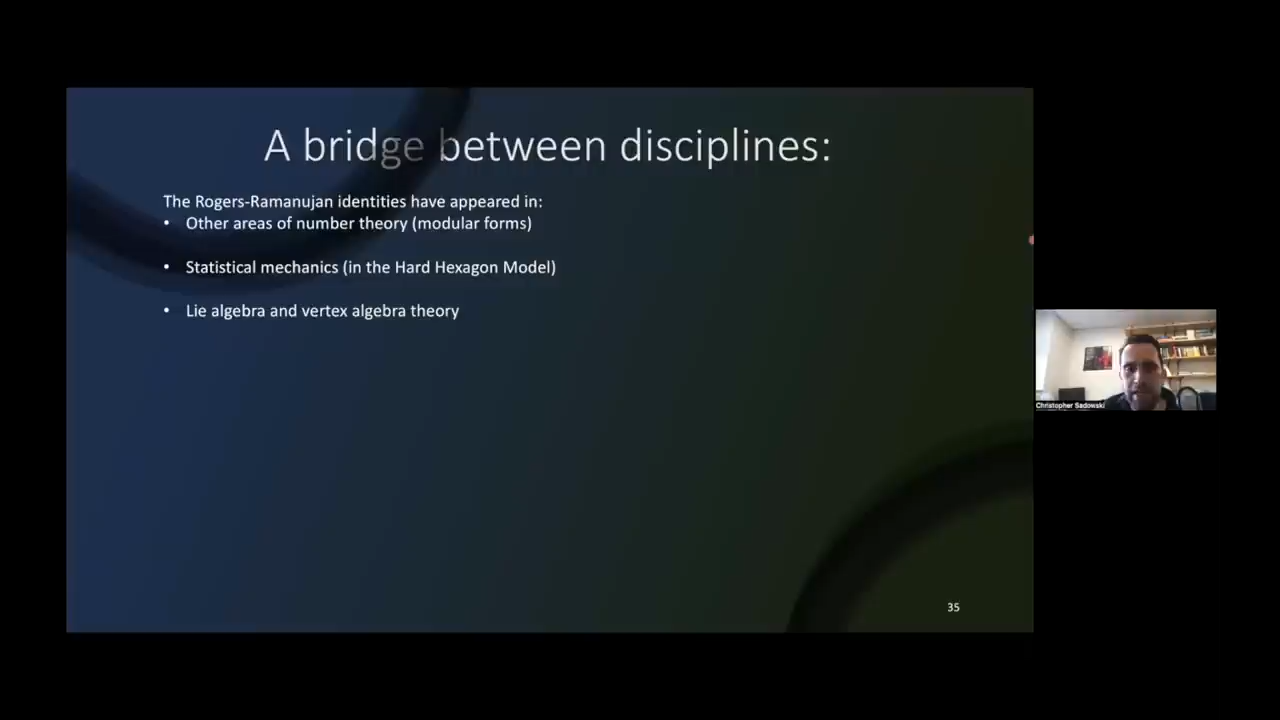 A bridge between disciplines:
The Rogers-Ramanujan identities have appeared in:
• Other areas of number theory (modular forms)
• Statistical mechanics (in the Hard Hexagon Model)
• Lie algebra and vertex algebra theory
35
Christopher Sadowski